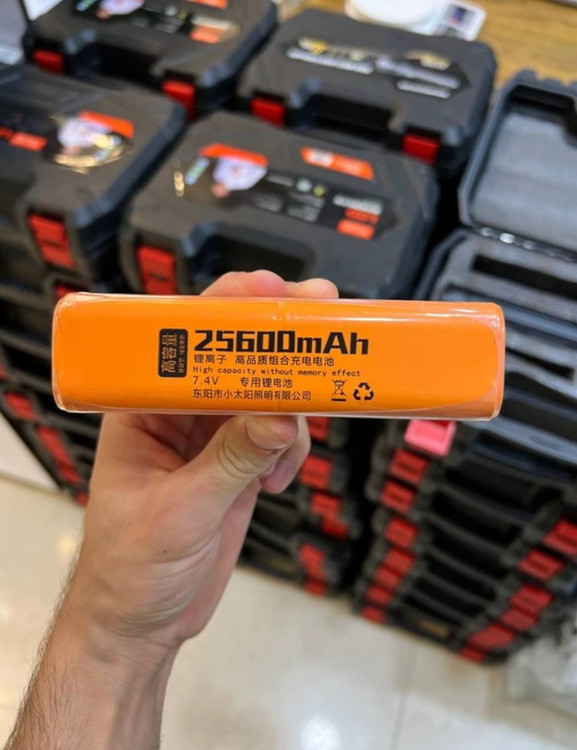 高容量
25600mAh
锂离子 高品质组合充电电池
High capacity without memory effect
7.4V 专用锂电池
东阳市小太阳照明有限公司